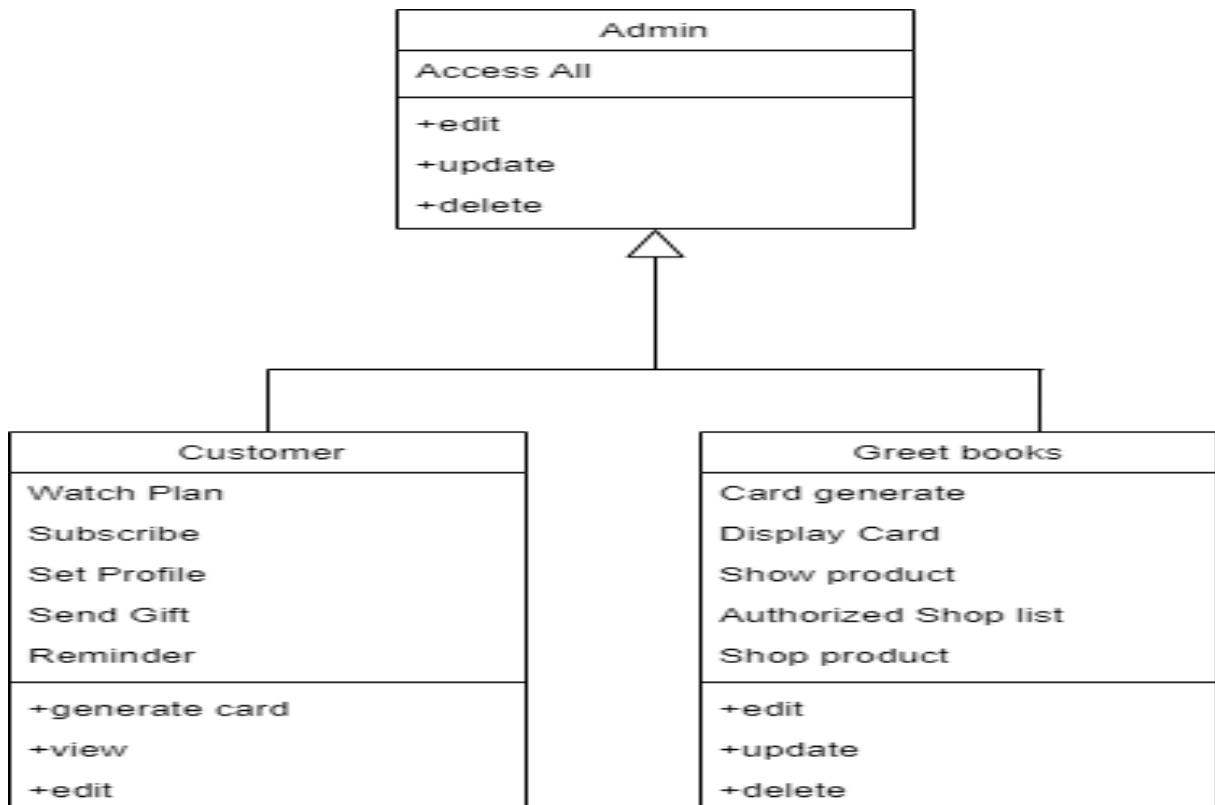 Admin
Access All
+edit
+update
+delete
Customer
Watch Plan
Subscribe
Set Profile
Send Gift
Reminder
+generate card
+view
+edit
Greet books
Card generate
Display Card
Show product
Authorized Shop list
Shop product
+edit
+update
+delete